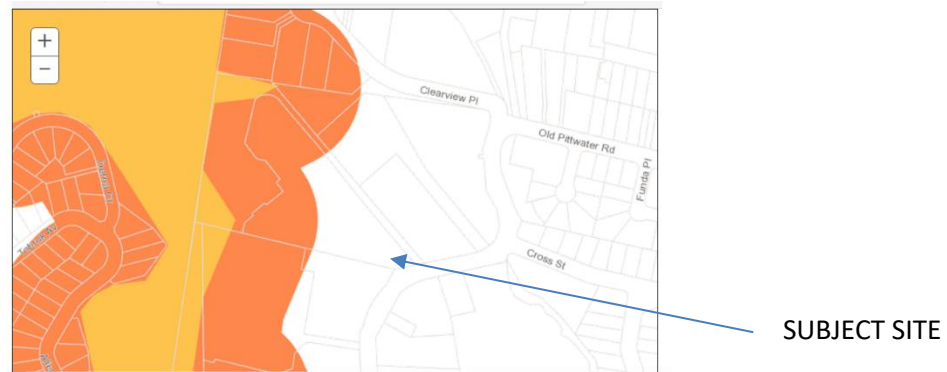 +
−
Clearview Pl
Old Pittwater Rd
Funda Pl
Cross St
SUBJECT SITE